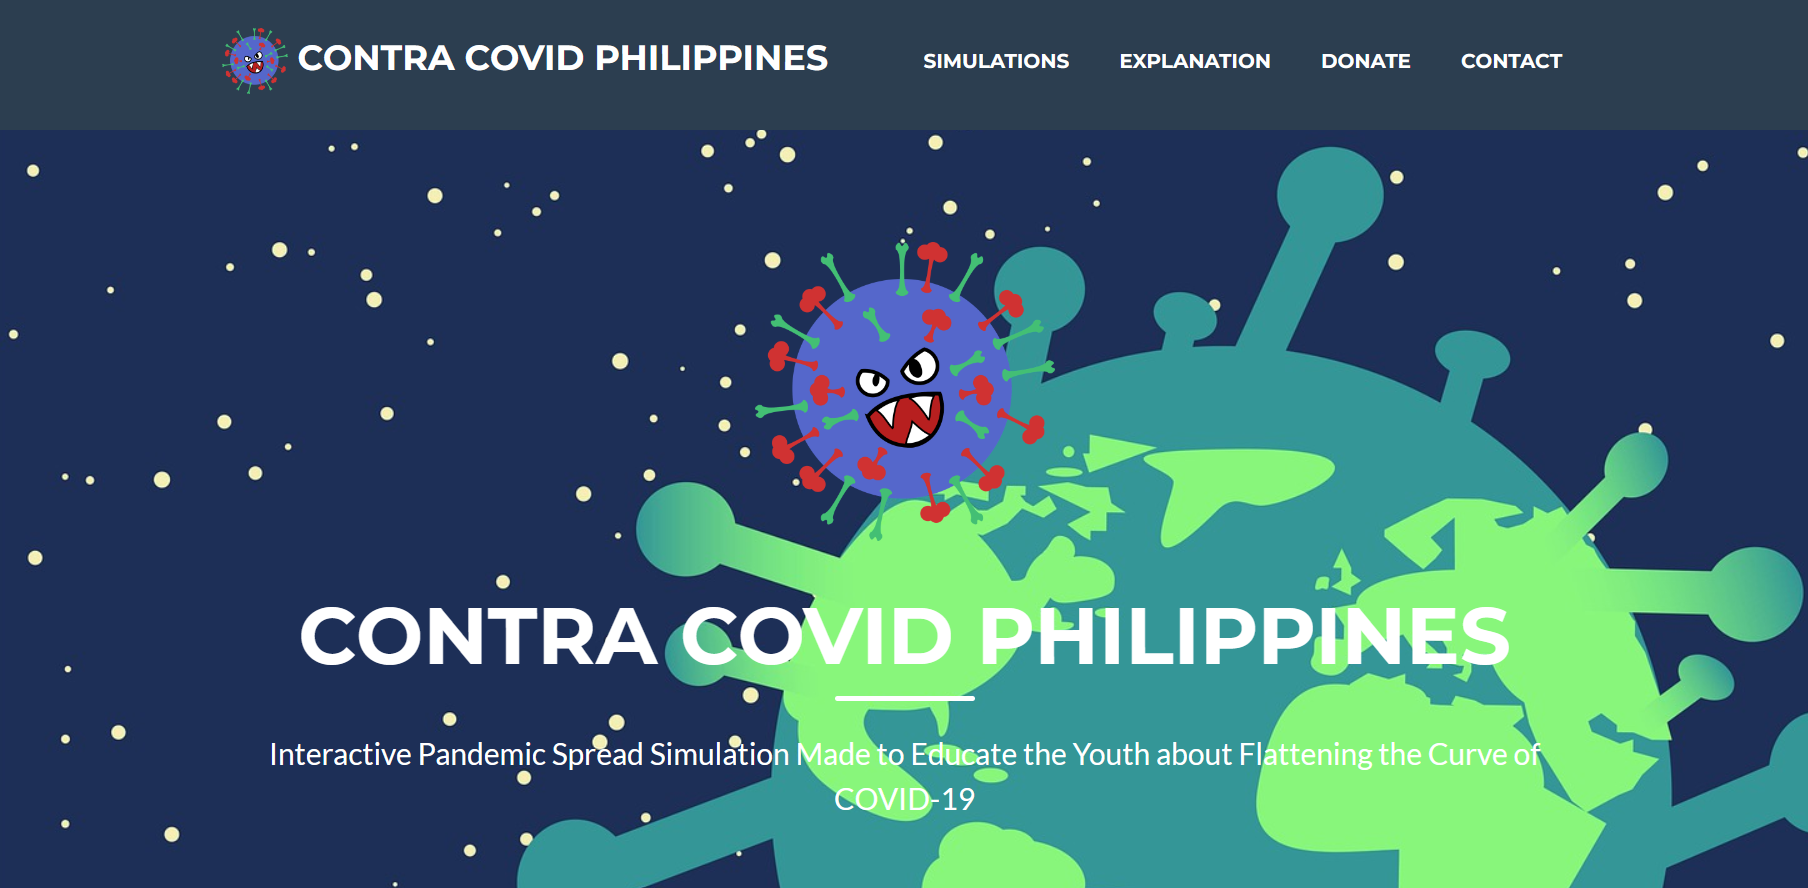 CONTRA COVID PHILIPPINES
SIMULATIONS EXPLANATION DONATE CONTACT
CONTRA COVID PHILIPPINES
Interactive Pandemic Spread Simulation Made to Educate the Youth about Flattening the Curve of
COVID-19